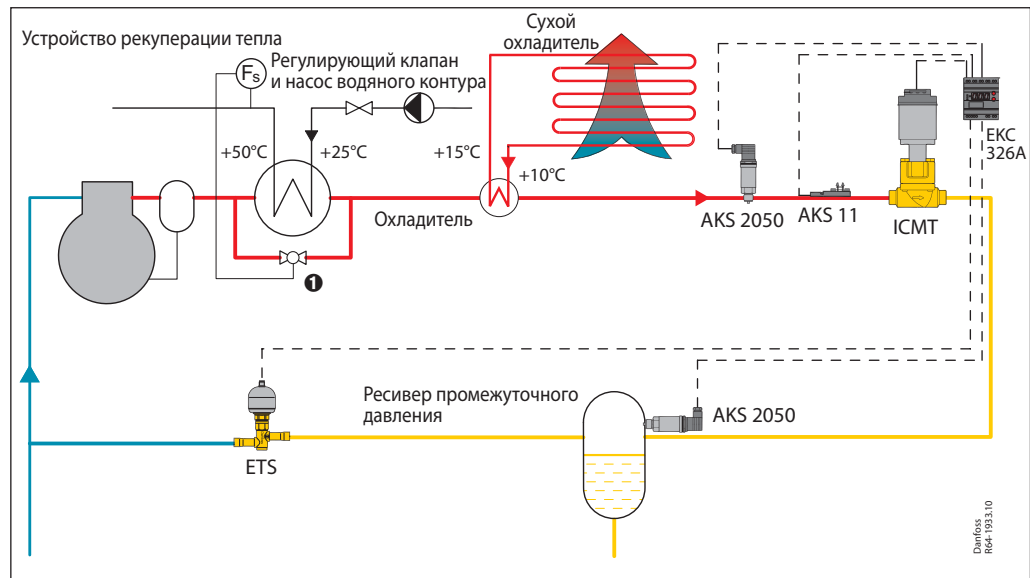 Устройство рекуперации тепла
Fs
Регулирующий клапан
и насос водяного контура
Сухой
охладитель
+50°C
+25°C
+15°C
+10°C
Охладитель
❶
AKS 2050
AKS 11
ICMT
EKC
326A
Ресивер промежуточного
давления
AKS 2050
ETS
Danfoss
R64-1933.10